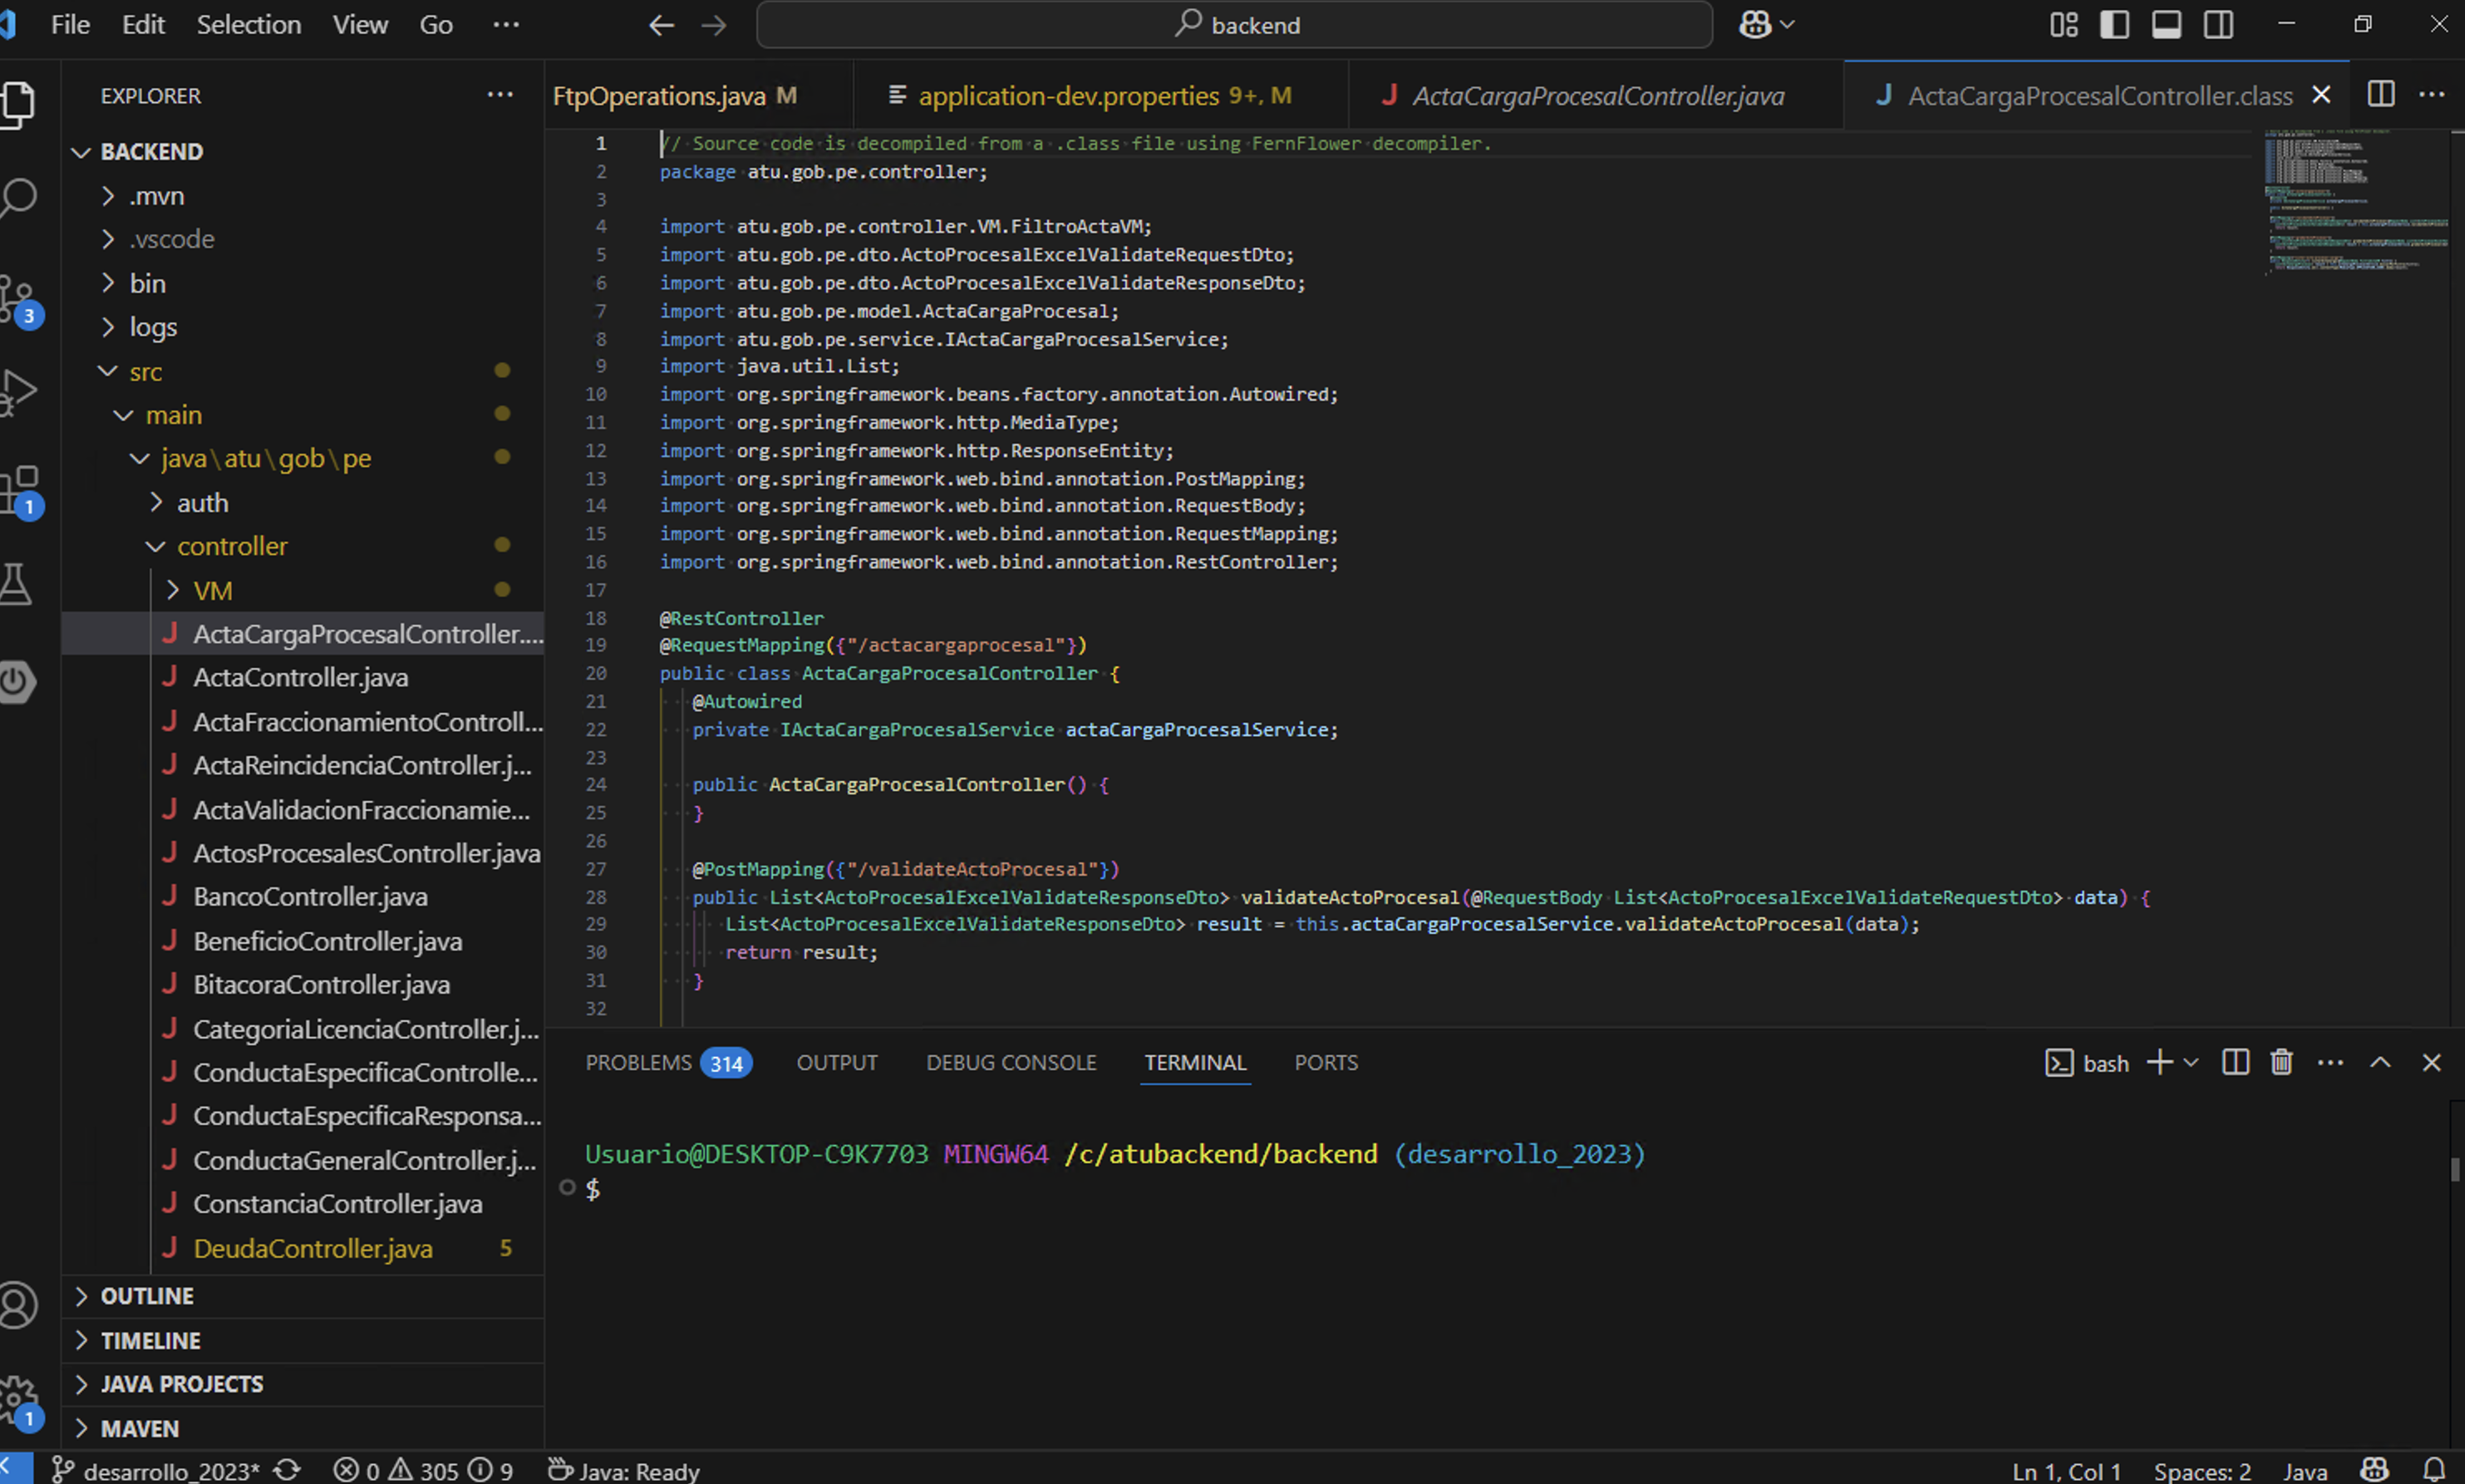 File Edit Selection View Go ··· backend
EXPLORER ···
BACKEND
.mvn
.vscode
bin
logs
src
main
java\atu\gob\pe
auth
controller
VM
ActaCargaProcesalController....
ActaController.java
ActaFraccionamientoControll...
ActaReincidenciaController.j...
ActaValidacionFraccionamie...
ActosProcesalesController.java
BancoController.java
BeneficioController.java
BitacoraController.java
CategoriaLicenciaController.j...
ConductaEspecificaControlle...
ConductaEspecificaResponsa...
ConductaGeneralController.j...
ConstanciaController.java
DeudaController.java 5
OUTLINE
TIMELINE
JAVA PROJECTS
MAVEN
3
1
1
FtpOperations.java M application-dev.properties 9+, M ActaCargaProcesalController.java ActaCargaProcesalController.class
1 // Source code is decompiled from a .class file using FernFlower decompiler.
2 package atu.gob.pe.controller;
3
4 import atu.gob.pe.controller.VM.FiltroActaVM;
5 import atu.gob.pe.dto.ActoProcesalExcelValidateRequestDto;
6 import atu.gob.pe.dto.ActoProcesalExcelValidateResponseDto;
7 import atu.gob.pe.model.ActaCargaProcesal;
8 import atu.gob.pe.service.IActaCargaProcesalService;
9 import java.util.List;
10 import org.springframework.beans.factory.annotation.Autowired;
11 import org.springframework.http.MediaType;
12 import org.springframework.http.ResponseEntity;
13 import org.springframework.web.bind.annotation.PostMapping;
14 import org.springframework.web.bind.annotation.RequestBody;
15 import org.springframework.web.bind.annotation.RequestMapping;
16 import org.springframework.web.bind.annotation.RestController;
17
18 @RestController
19 @RequestMapping({"/actacargaprocesal"})
20 public class ActaCargaProcesalController {
21 @Autowired
22 private IActaCargaProcesalService actaCargaProcesalService;
23
24 public ActaCargaProcesalController() {
25 }
26
27 @PostMapping({"/validateActoProcesal"})
28 public List<ActoProcesalExcelValidateResponseDto> validateActoProcesal(@RequestBody List<ActoProcesalExcelValidateRequestDto> data) {
29 List<ActoProcesalExcelValidateResponseDto> result = this.actaCargaProcesalService.validateActoProcesal(data);
30 return result;
31 }
32
PROBLEMS 314 OUTPUT DEBUG CONSOLE TERMINAL PORTS bash
Usuario@DESKTOP-C9K7703 MINGW64 /c/atubackend/backend (desarrollo_2023)
$
desarrollo_2023* 0 305 9 Java: Ready Ln 1, Col 1 Spaces: 2 Java